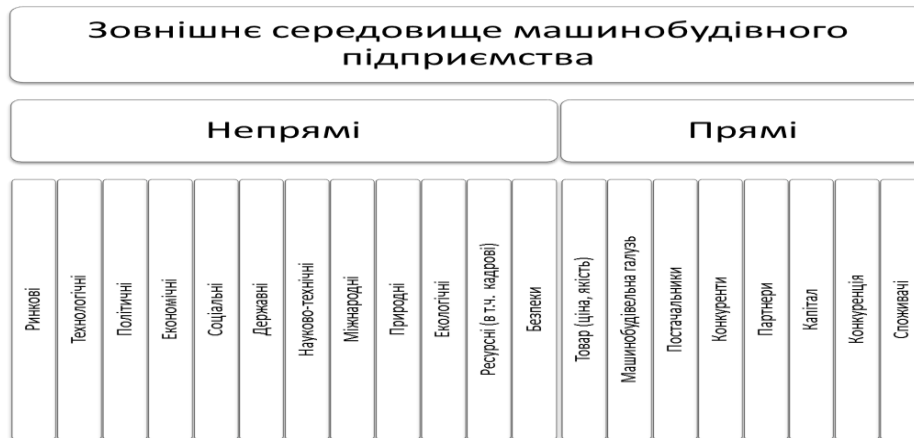 Зовнішнє середовище машинобудівного
підприємства
Непрямі
Прямі
Ринкові
Технологічні
Політичні
Економічні
Соціальні
Державні
Науково-технічні
Міжнародні
Природні
Екологічні
Ресурсні (в т.ч. кадрові)
Безпеки
Товар (ціна, якість)
Машинобудівельна галузь
Постачальники
Конкуренти
Партнери
Капітал
Конкуренція
Споживачі